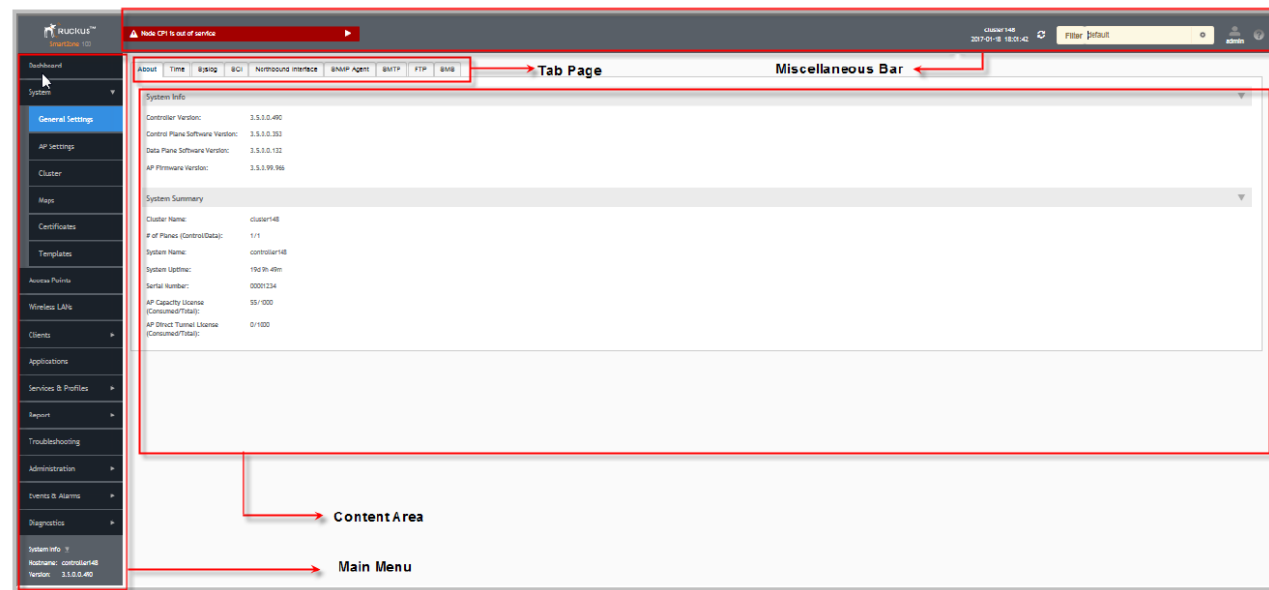 RUCKUS™
SmartZone 100
Node CP1 is out of service
cluster148
2017-01-18 18:01:42
Filter default
admin
Dashboard
System
General Settings
AP Settings
Cluster
Maps
Certificates
Templates
Access Points
Wireless LANs
Clients
Applications
Services & Profiles
Report
Troubleshooting
Administration
Events & Alarms
Diagnostics
System Info
Hostname: controller148
Version: 3.5.0.0.490
About Time Syslog SCI Northbound Interface SNMP Agent SMTP FTP SMS
Tab Page
Miscellaneous Bar
System Info
Controller Version: 3.5.0.0.490
Control Plane Software Version: 3.5.0.0.353
Data Plane Software Version: 3.5.0.0.132
AP Firmware Version: 3.5.0.99.966
System Summary
Cluster Name: cluster148
# of Planes (Control/Data): 1/1
System Name: controller148
System Uptime: 19d 9h 49m
Serial Number: 00001234
AP Capacity License (Consumed/Total): 55/1000
AP Direct Tunnel License (Consumed/Total): 0/1000
Content Area
Main Menu